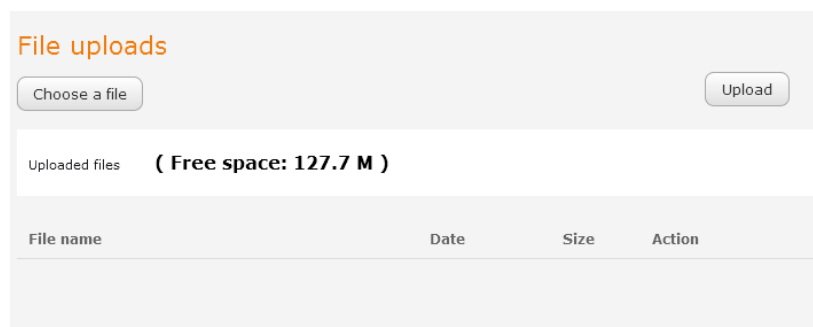 File uploads
Choose a file Upload
Uploaded files ( Free space: 127.7 M )
File name Date Size Action